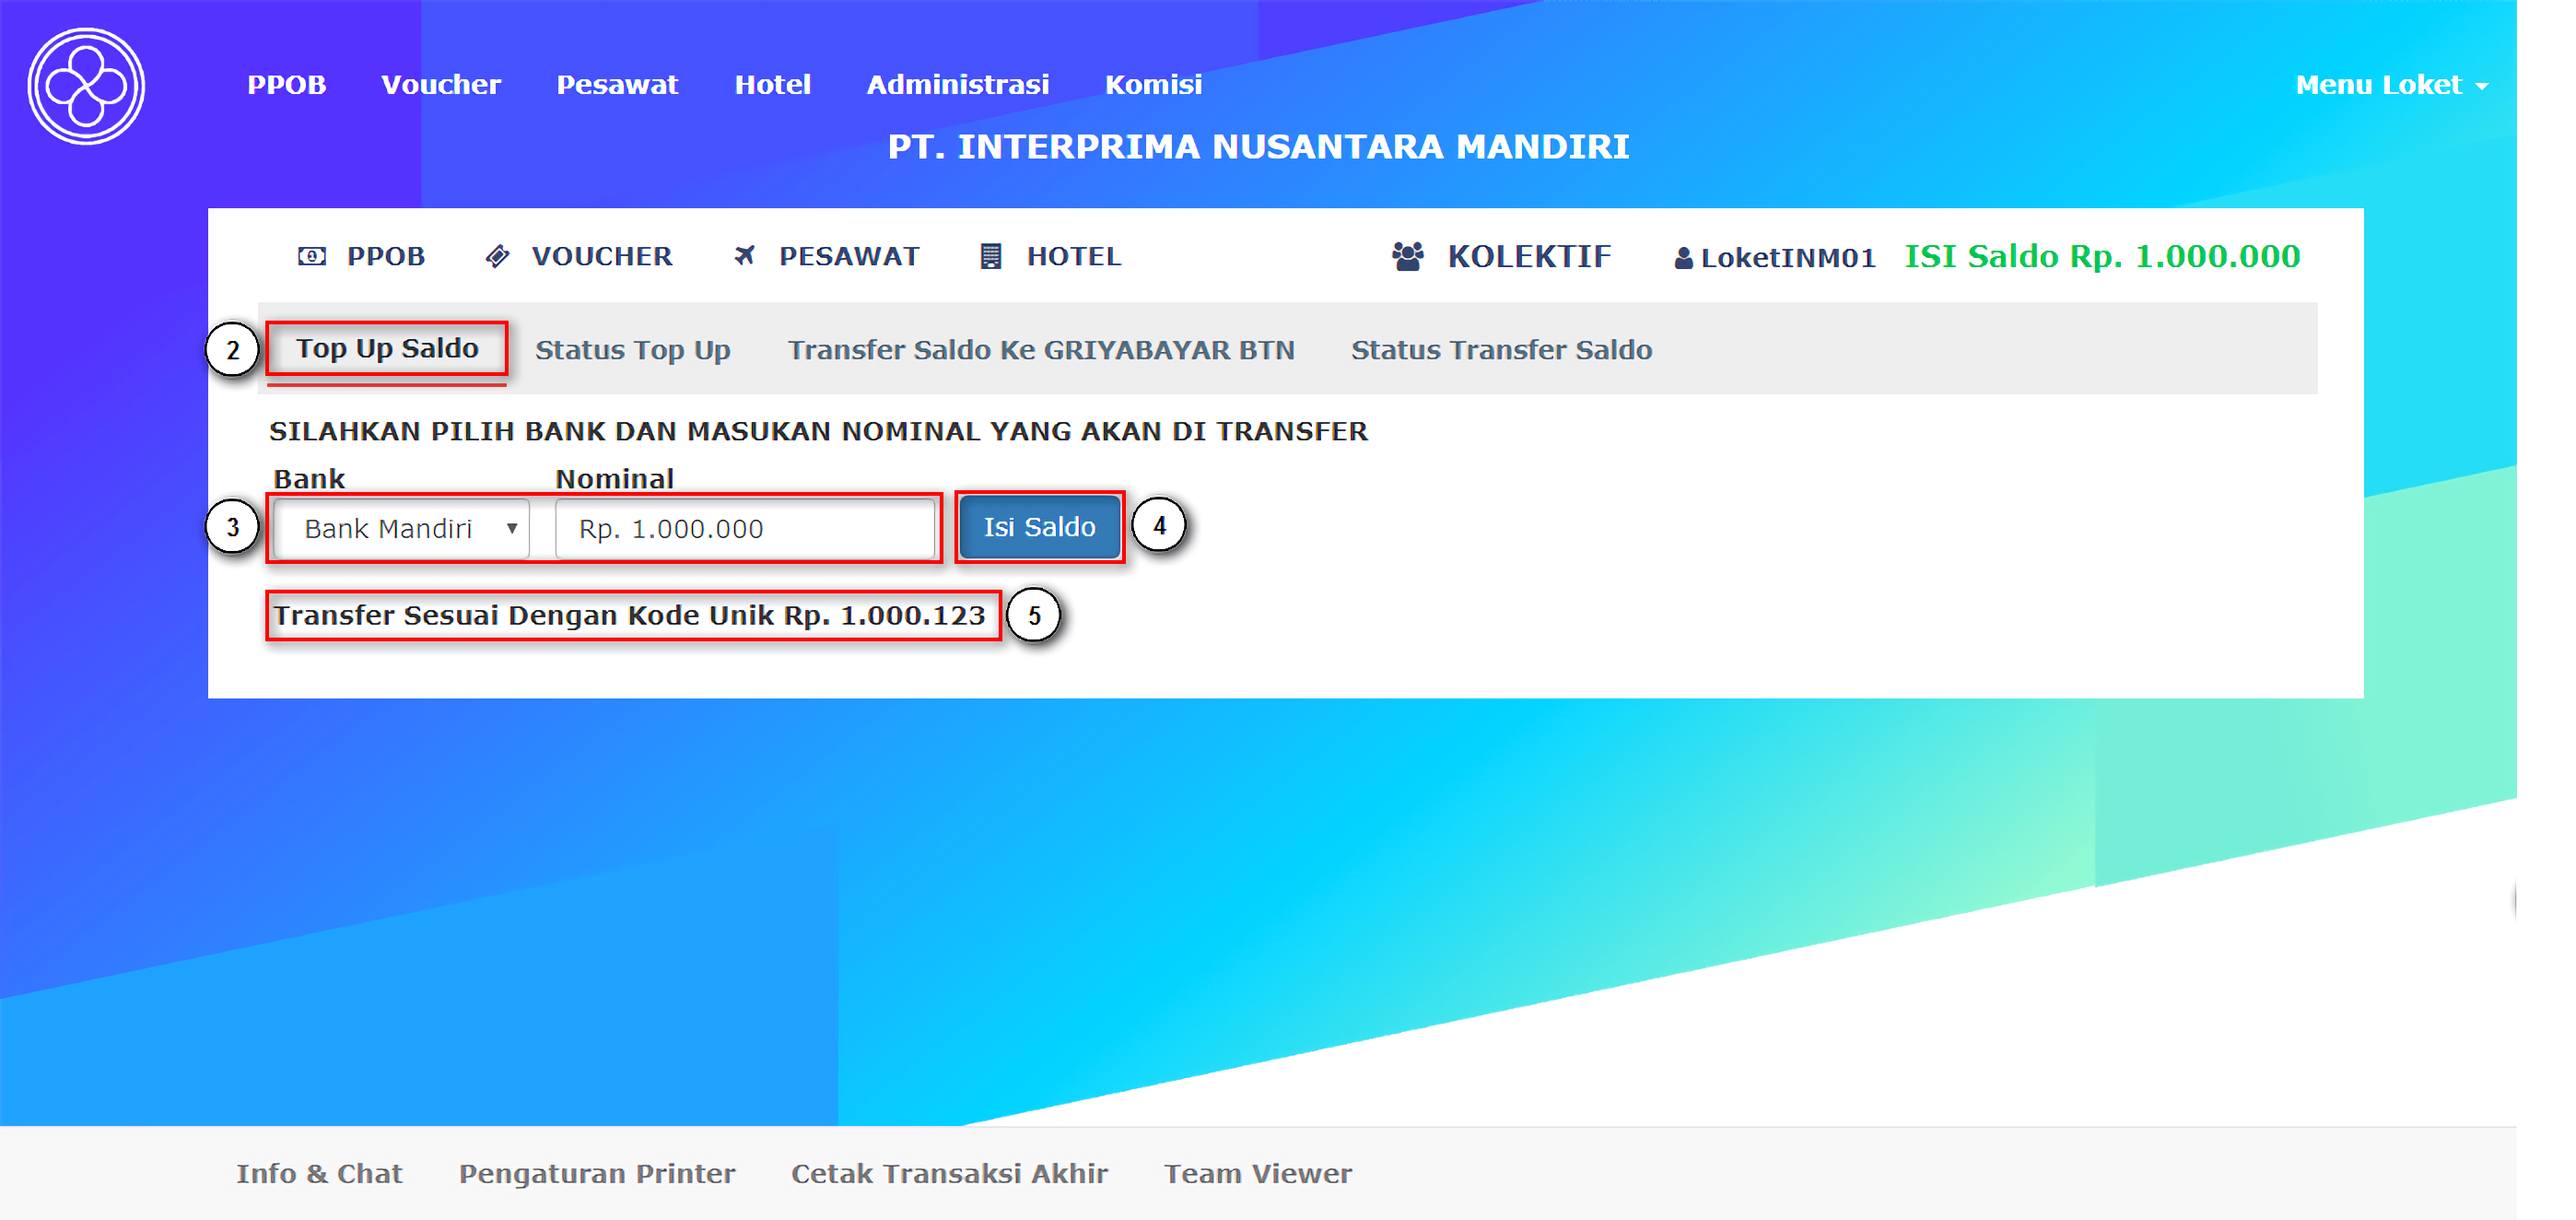 PPOB Voucher Pesawat Hotel Administrasi Komisi Menu Loket
PT. INTERPRIMA NUSANTARA MANDIRI
PPOB VOUCHER PESAWAT HOTEL KOLEKTIF LoketINM01 ISI Saldo Rp. 1.000.000
2 Top Up Saldo Status Top Up Transfer Saldo Ke GRIYABAYAR BTN Status Transfer Saldo
SILAHKAN PILIH BANK DAN MASUKAN NOMINAL YANG AKAN DI TRANSFER
Bank Nominal
3 Bank Mandiri Rp. 1.000.000 Isi Saldo 4
Transfer Sesuai Dengan Kode Unik Rp. 1.000.123 5
Info & Chat Pengaturan Printer Cetak Transaksi Akhir Team Viewer